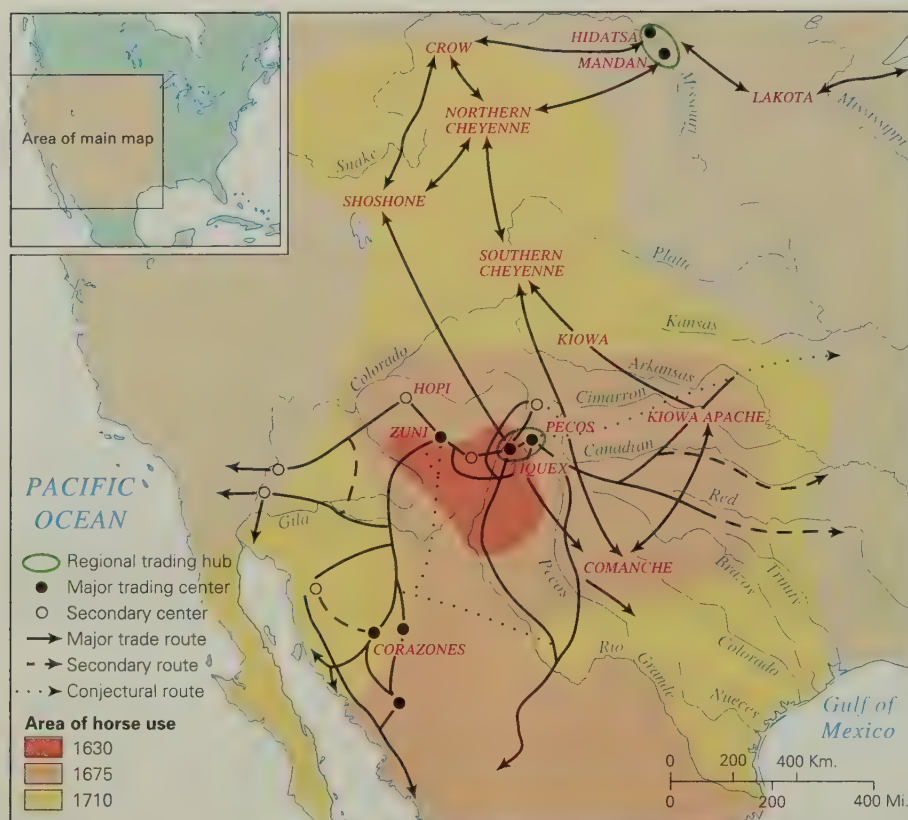 Area of main map
HIDATSA
MANDAN
CROW
LAKOTA
Missouri
Mississippi
NORTHERN
CHEYENNE
Snake
SHOSHONE
SOUTHERN
CHEYENNE
Platte
KIOWA
Kansas
Arkansas
Colorado
Cimarron
HOPI
KIOWA APACHE
ZUNI
PECOS
IQUEX
Canadian
Red
PACIFIC
OCEAN
Gila
Pecos
COMANCHE
Brazos
Trinity
CORAZONES
Rio
Grande
Colorado
Nueces
Gulf of
Mexico
Regional trading hub
Major trading center
Secondary center
Major trade route
Secondary route
Conjectural route
Area of horse use
1630
1675
1710
0 200 400 Km.
0 200 400 Mi.